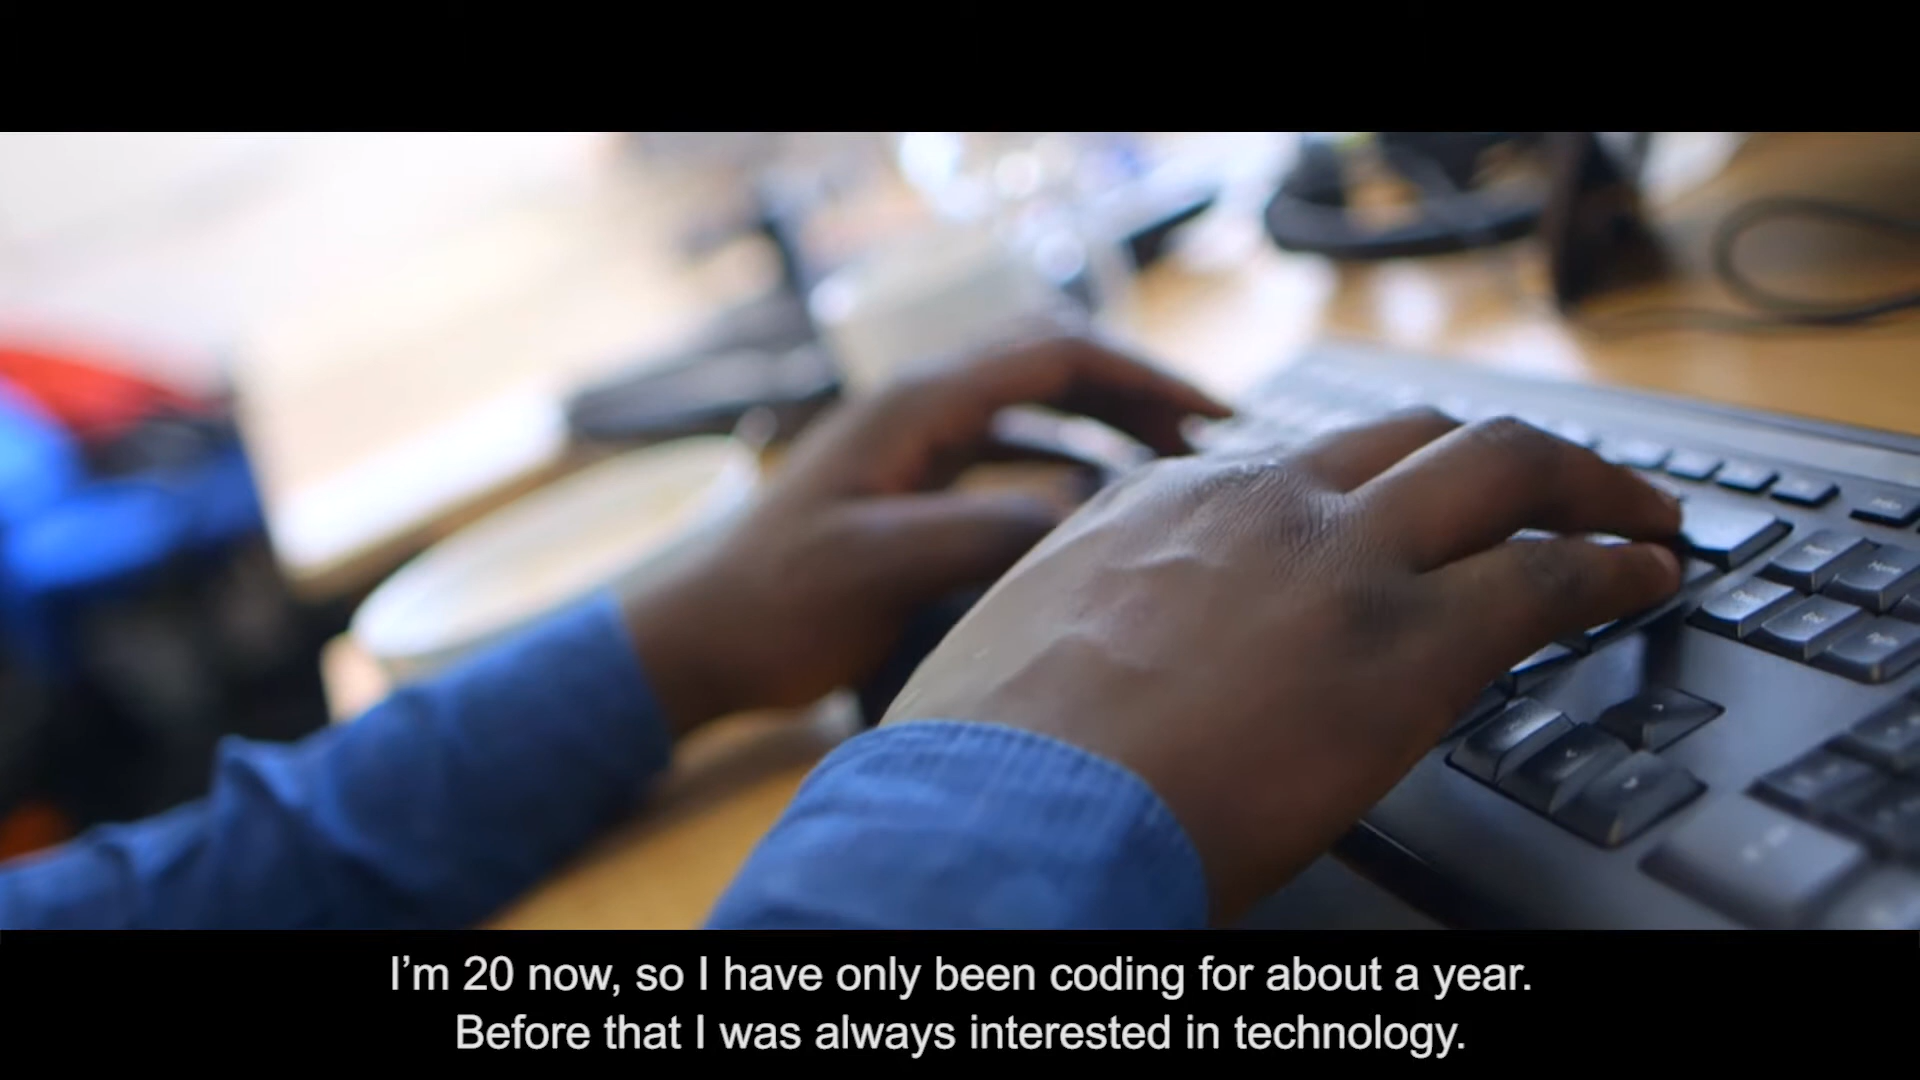 I’m 20 now, so I have only been coding for about a year.
Before that I was always interested in technology.